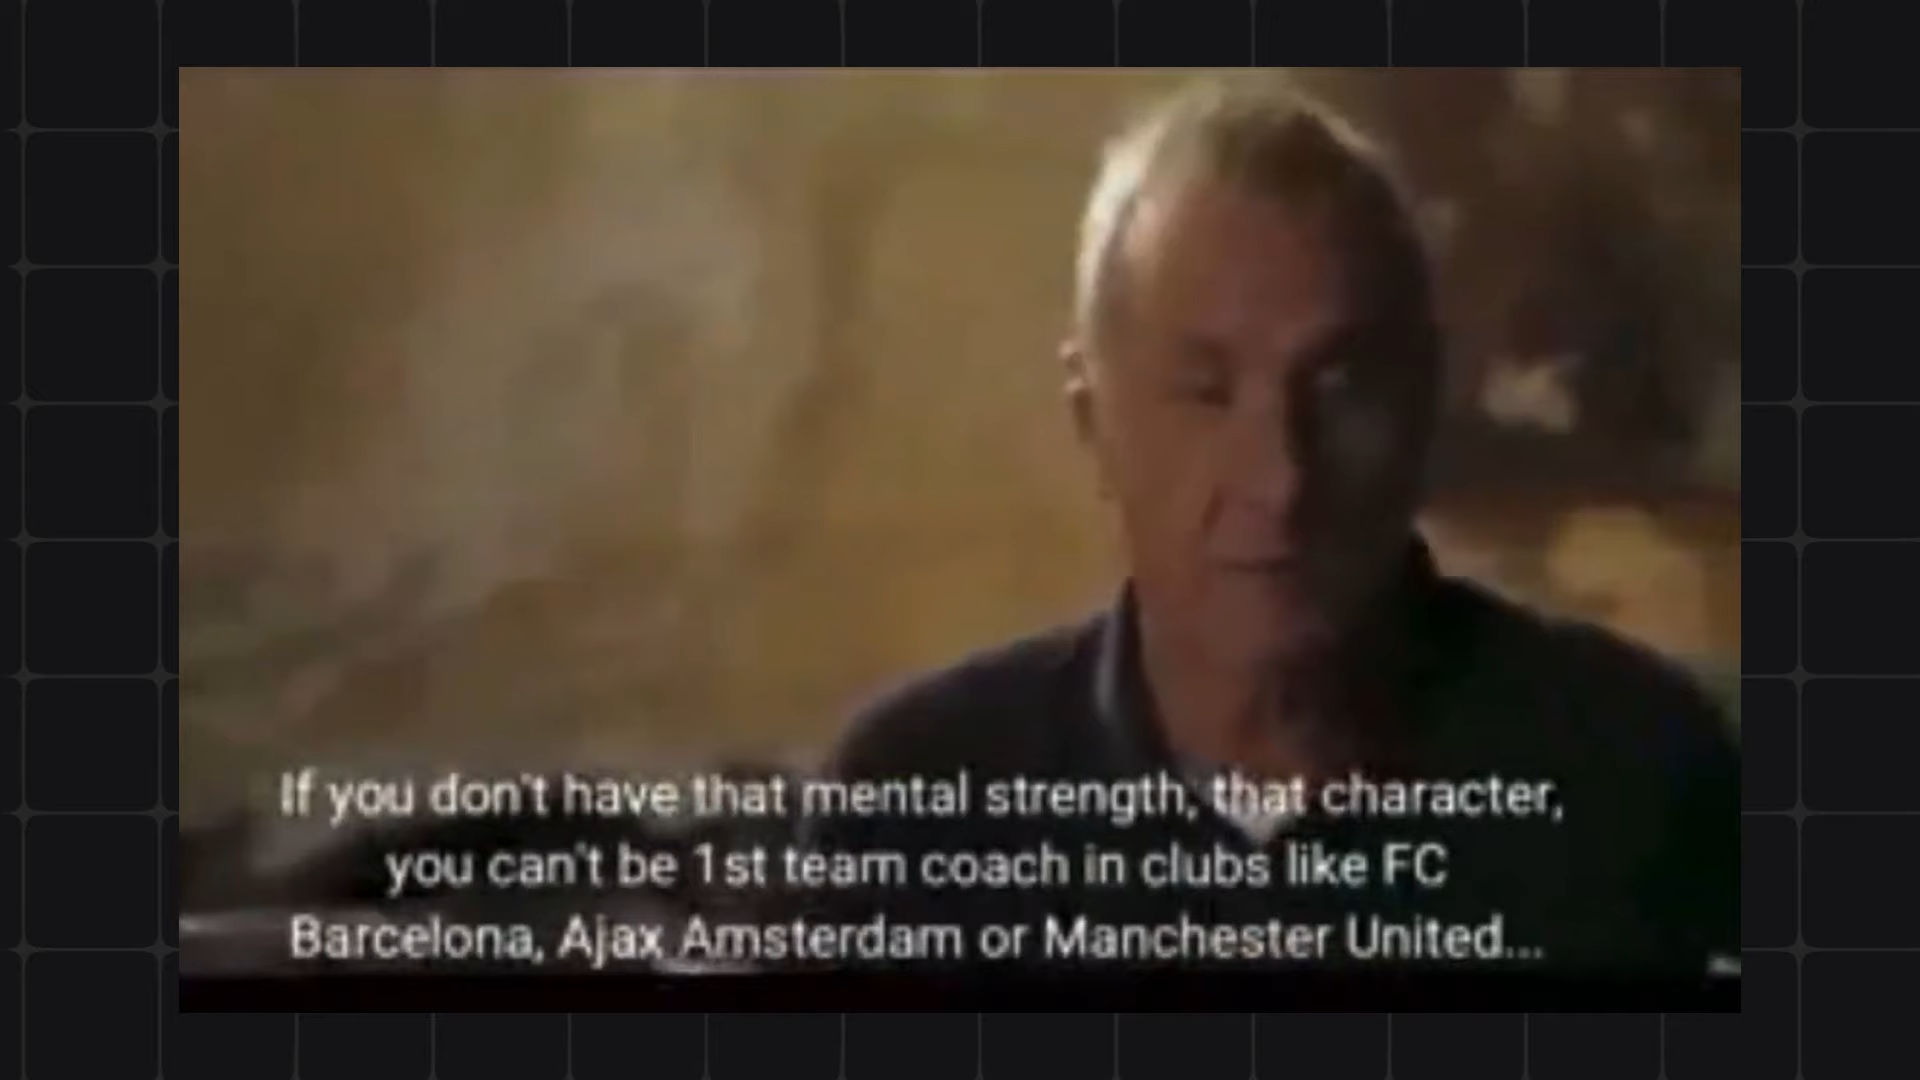 If you don't have that mental strength, that character,
you can't be 1st team coach in clubs like FC
Barcelona, Ajax Amsterdam or Manchester United...